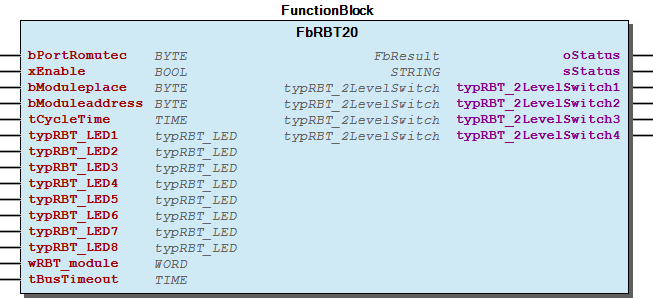 FunctionBlock
FbRBT20
bPortRomutec BYTE FbResult oStatus
xEnable BOOL STRING sStatus
bModuleplace BYTE typRBT_2LevelSwitch typRBT_2LevelSwitch1
bModuleaddress BYTE typRBT_2LevelSwitch typRBT_2LevelSwitch2
tCycleTime TIME typRBT_2LevelSwitch typRBT_2LevelSwitch3
typRBT_LED1 typRBT_LED typRBT_2LevelSwitch typRBT_2LevelSwitch4
typRBT_LED2 typRBT_LED
typRBT_LED3 typRBT_LED
typRBT_LED4 typRBT_LED
typRBT_LED5 typRBT_LED
typRBT_LED6 typRBT_LED
typRBT_LED7 typRBT_LED
typRBT_LED8 typRBT_LED
wRBT_module WORD
tBusTimeout TIME